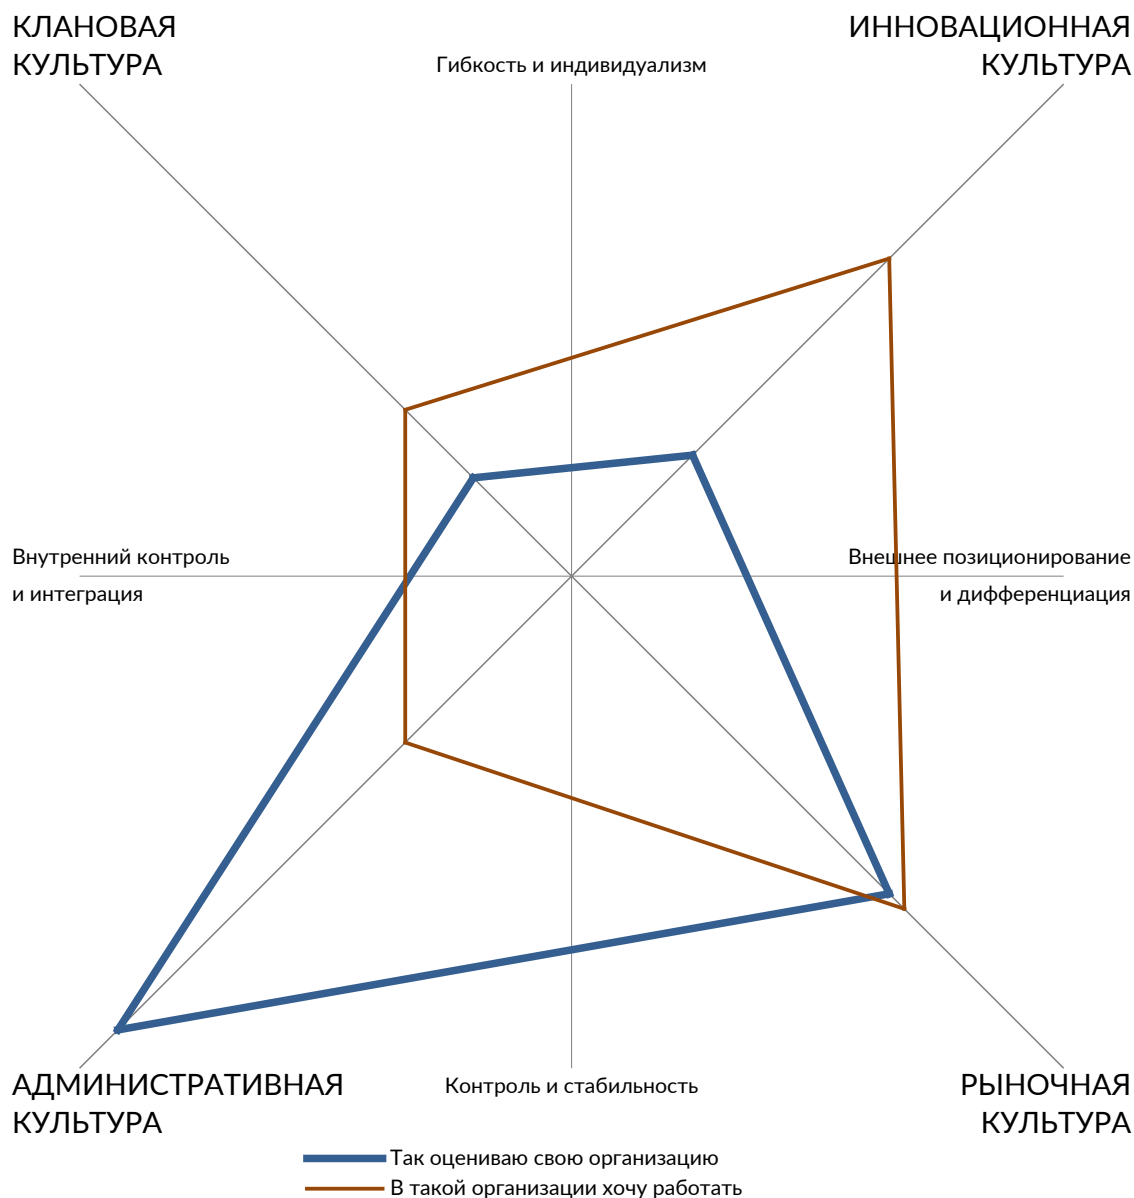 КЛАНОВАЯ
КУЛЬТУРА
Гибкость и индивидуализм
ИННОВАЦИОННАЯ
КУЛЬТУРА
Внутренний контроль
и интеграция
Внешнее позиционирование
и дифференциация
АДМИНИСТРАТИВНАЯ
КУЛЬТУРА
Контроль и стабильность
РЫНОЧНАЯ
КУЛЬТУРА
Так оцениваю свою организацию
В такой организации хочу работать